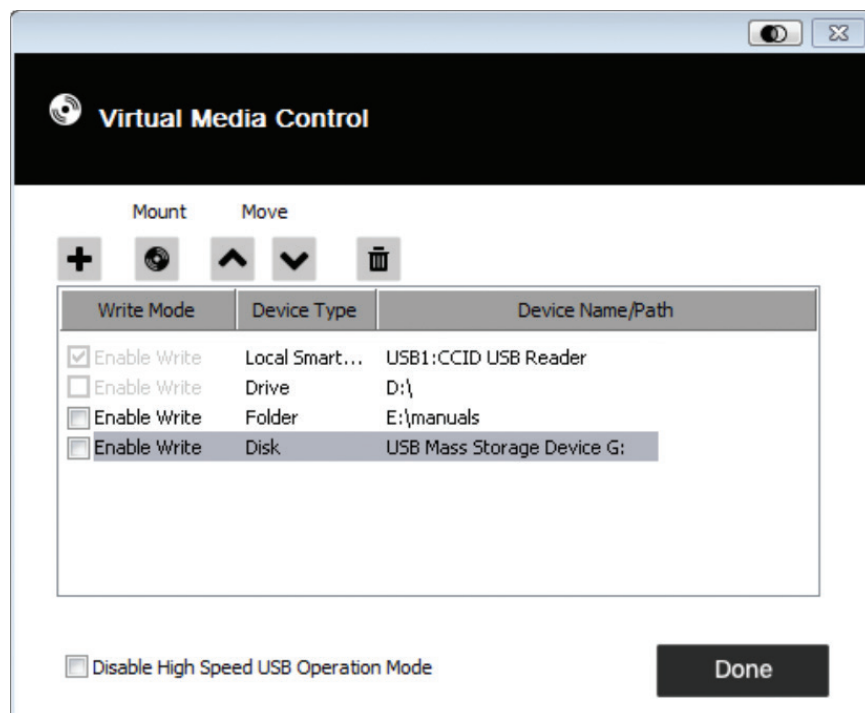 Virtual Media Control
Mount Move
Write Mode Device Type Device Name/Path
Enable Write Local Smart... USB1:CCID USB Reader
Enable Write Drive D:\
Enable Write Folder E:\manuals
Enable Write Disk USB Mass Storage Device G:
Disable High Speed USB Operation Mode
Done